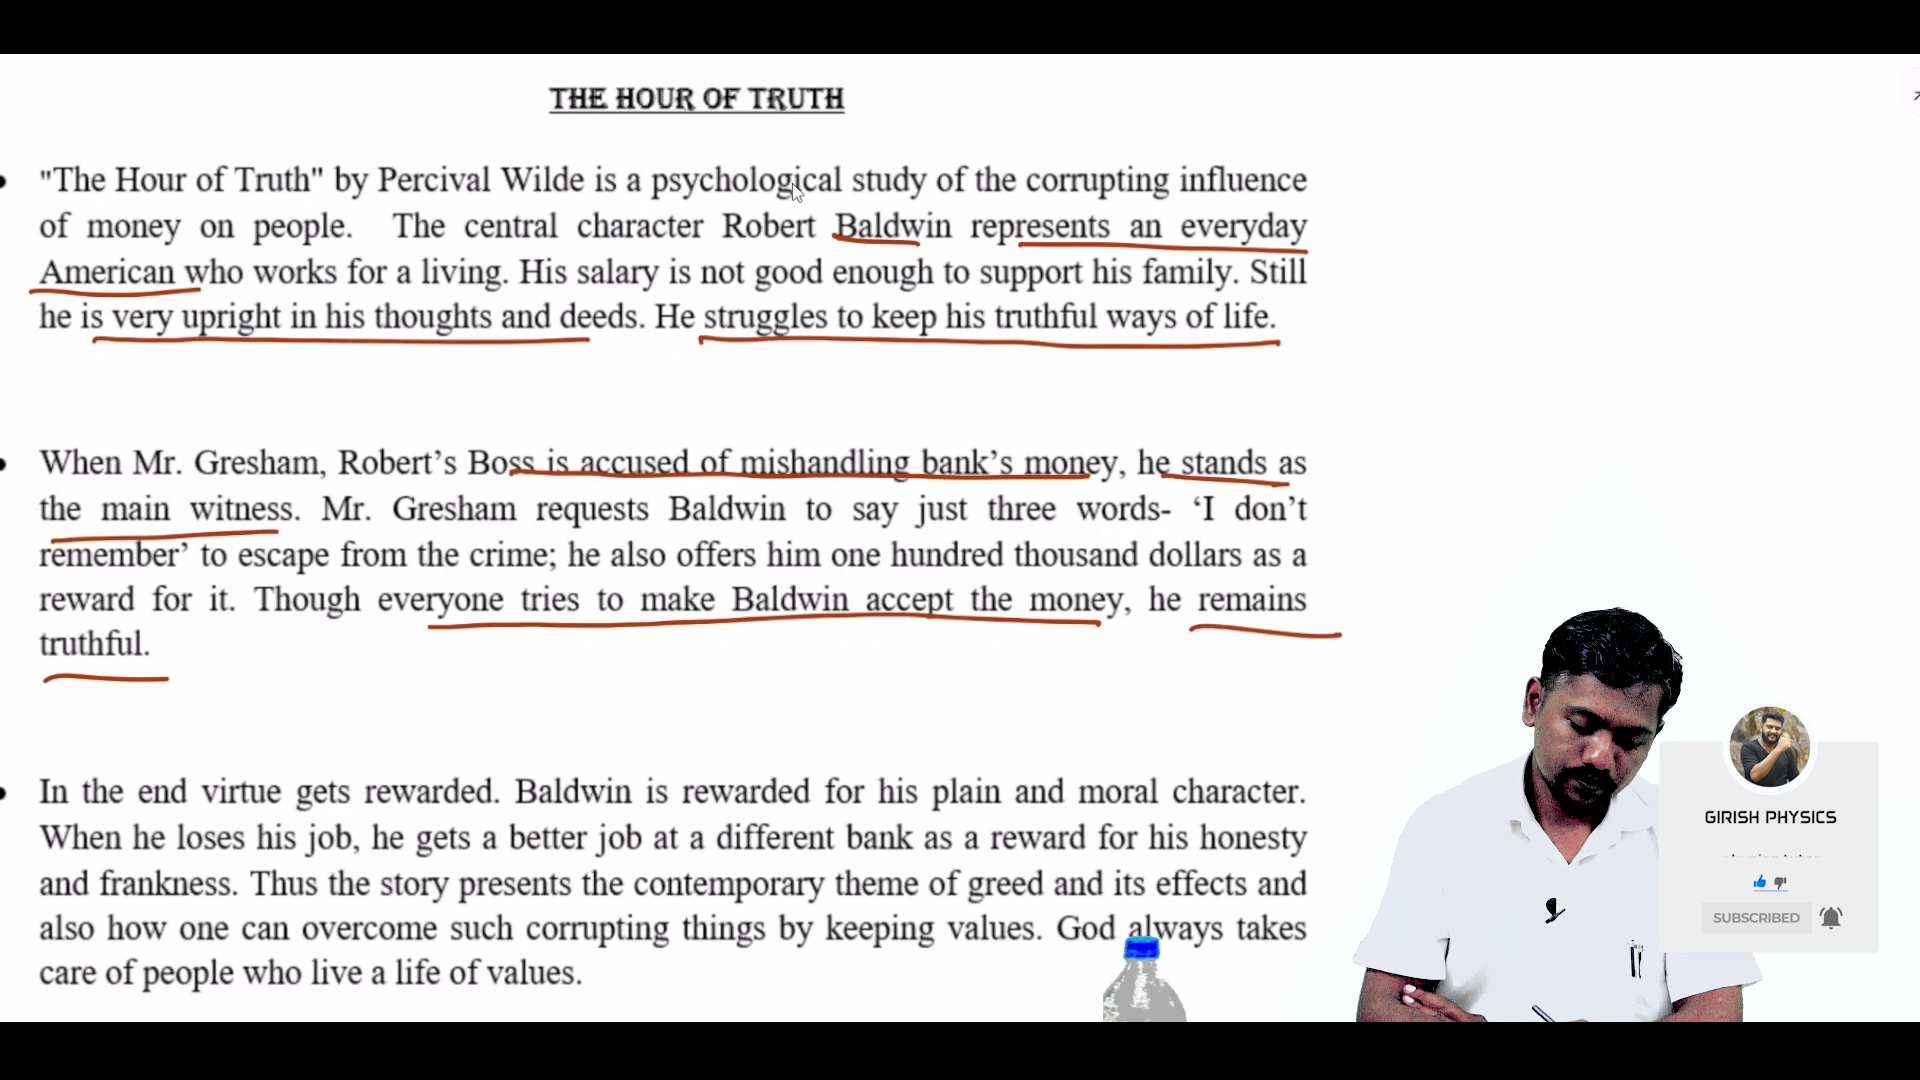 THE HOUR OF TRUTH
"The Hour of Truth" by Percival Wilde is a psychological study of the corrupting influence
of money on people. The central character Robert Baldwin represents an everyday
American who works for a living. His salary is not good enough to support his family. Still
he is very upright in his thoughts and deeds. He struggles to keep his truthful ways of life.
When Mr. Gresham, Robert’s Boss is accused of mishandling bank’s money, he stands as
the main witness. Mr. Gresham requests Baldwin to say just three words- ‘I don’t
remember’ to escape from the crime; he also offers him one hundred thousand dollars as a
reward for it. Though everyone tries to make Baldwin accept the money, he remains
truthful.
In the end virtue gets rewarded. Baldwin is rewarded for his plain and moral character.
When he loses his job, he gets a better job at a different bank as a reward for his honesty
and frankness. Thus the story presents the contemporary theme of greed and its effects and
also how one can overcome such corrupting things by keeping values. God always takes
care of people who live a life of values.
GIRISH PHYSICS
SUBSCRIBED